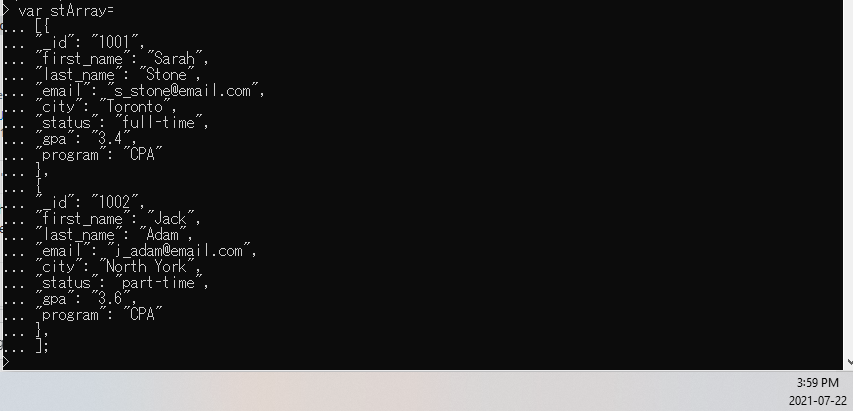 > var stArray=
... [{
... "_id": "1001",
... "first_name": "Sarah",
... "last_name": "Stone",
... "email": "s_stone@email.com",
... "city": "Toronto",
... "status": "full-time",
... "gpa": "3.4",
... "program": "CPA"
... },
... {
... "_id": "1002",
... "first_name": "Jack",
... "last_name": "Adam",
... "email": "j_adam@email.com",
... "city": "North York",
... "status": "part-time",
... "gpa": "3.6",
... "program": "CPA"
... },
... ];
>
3:59 PM
2021-07-22